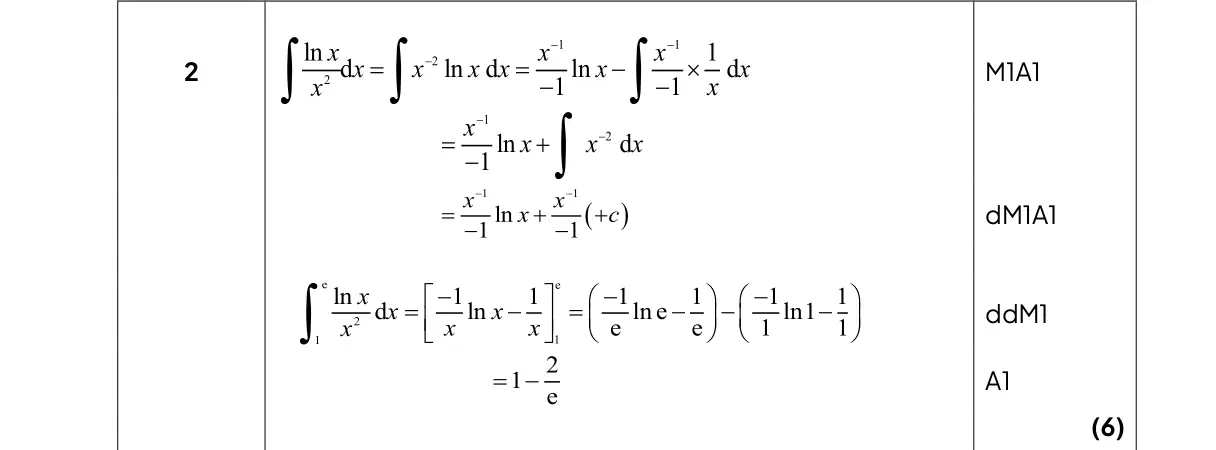 2 ∫ ln x / x² dx = ∫ x⁻² ln x dx = x⁻¹/−1 ln x − ∫ x⁻¹/−1 × 1/x dx M1A1
= x⁻¹/−1 ln x + ∫ x⁻² dx
= x⁻¹/−1 ln x + x⁻¹/−1 (+c) dM1A1
∫₁ᵉ ln x / x² dx = [−1/x ln x − 1/x]₁ᵉ = (−1/e ln e − 1/e) − (−1/1 ln 1 − 1/1) ddM1
= 1 − 2/e A1
(6)